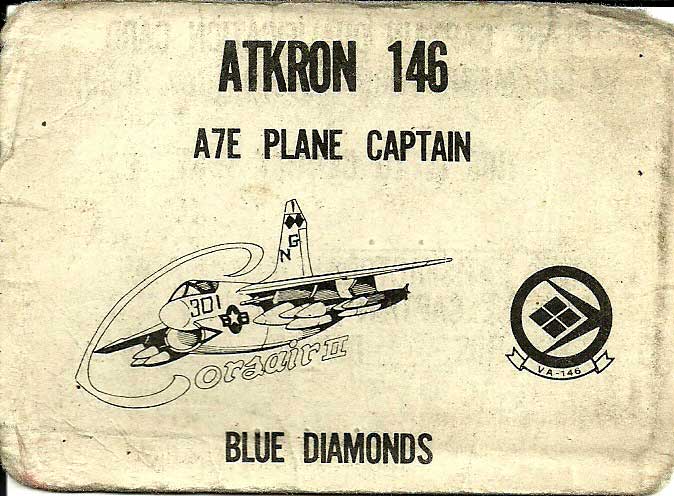 ATKRON 146
A7E PLANE CAPTAIN
NG
301
Corsair II
VA-146
BLUE DIAMONDS